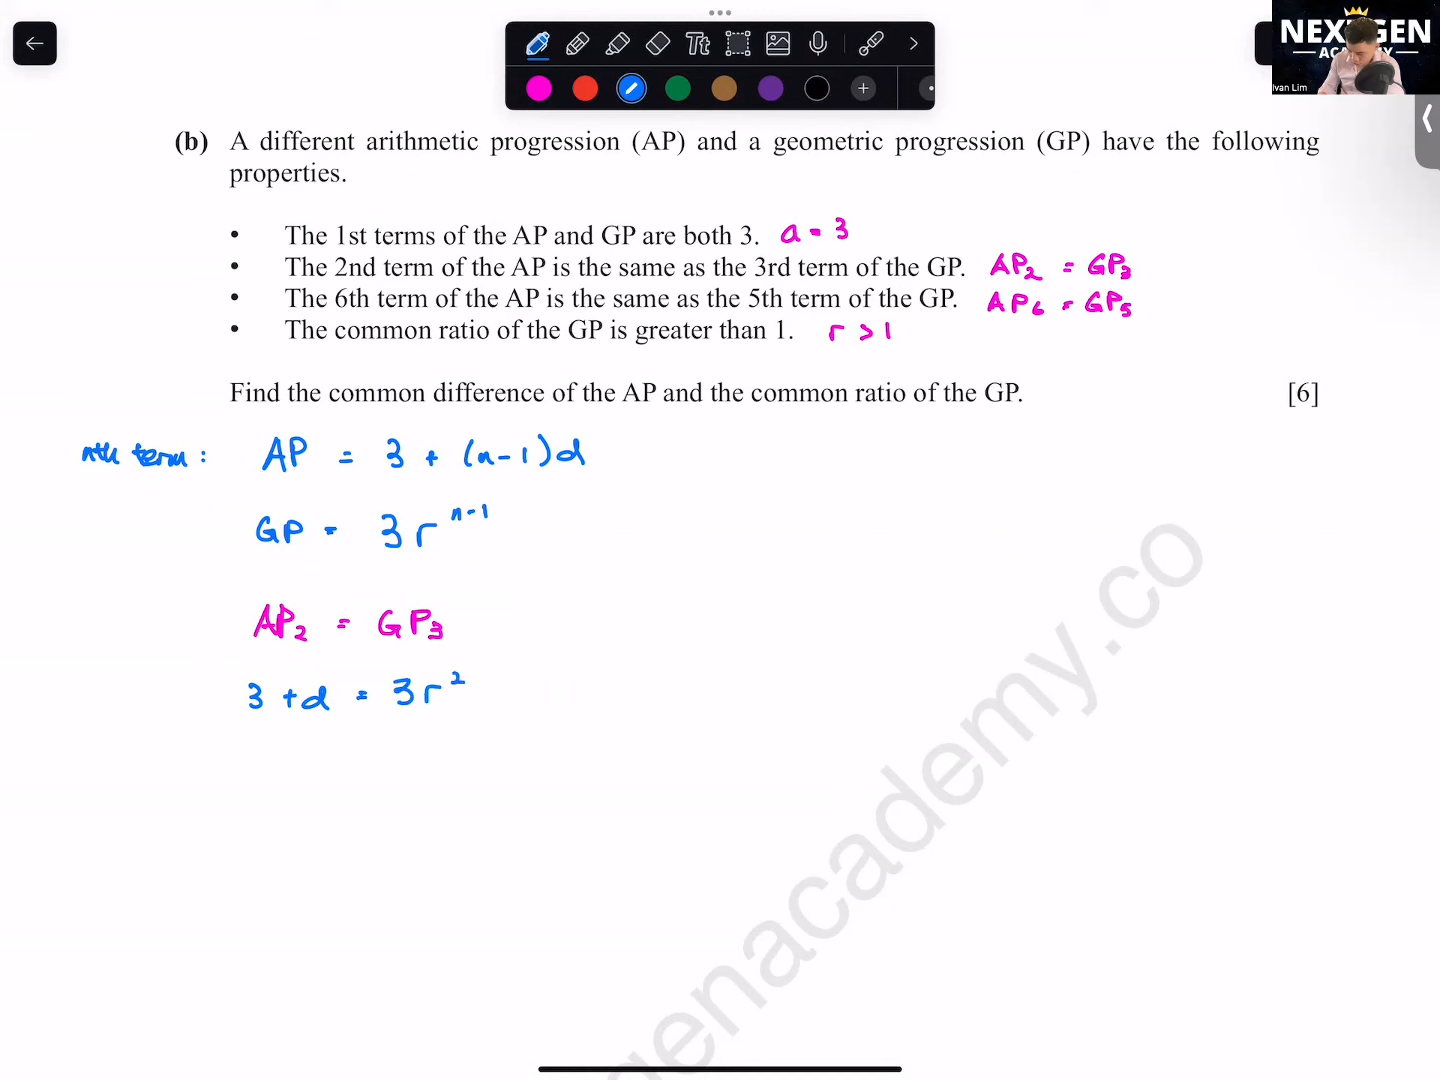 Tt
NEXTGEN
ACADEMY
Ivan Lim
(b) A different arithmetic progression (AP) and a geometric progression (GP) have the following
properties.
• The 1st terms of the AP and GP are both 3. a = 3
• The 2nd term of the AP is the same as the 3rd term of the GP. AP₂ = GP₃
• The 6th term of the AP is the same as the 5th term of the GP. AP₆ = GP₅
• The common ratio of the GP is greater than 1. r > 1
Find the common difference of the AP and the common ratio of the GP. [6]
nth term : AP = 3 + (n-1)d
GP = 3r^(n-1)
AP₂ = GP₃
3 + d = 3r²
genacademy.co